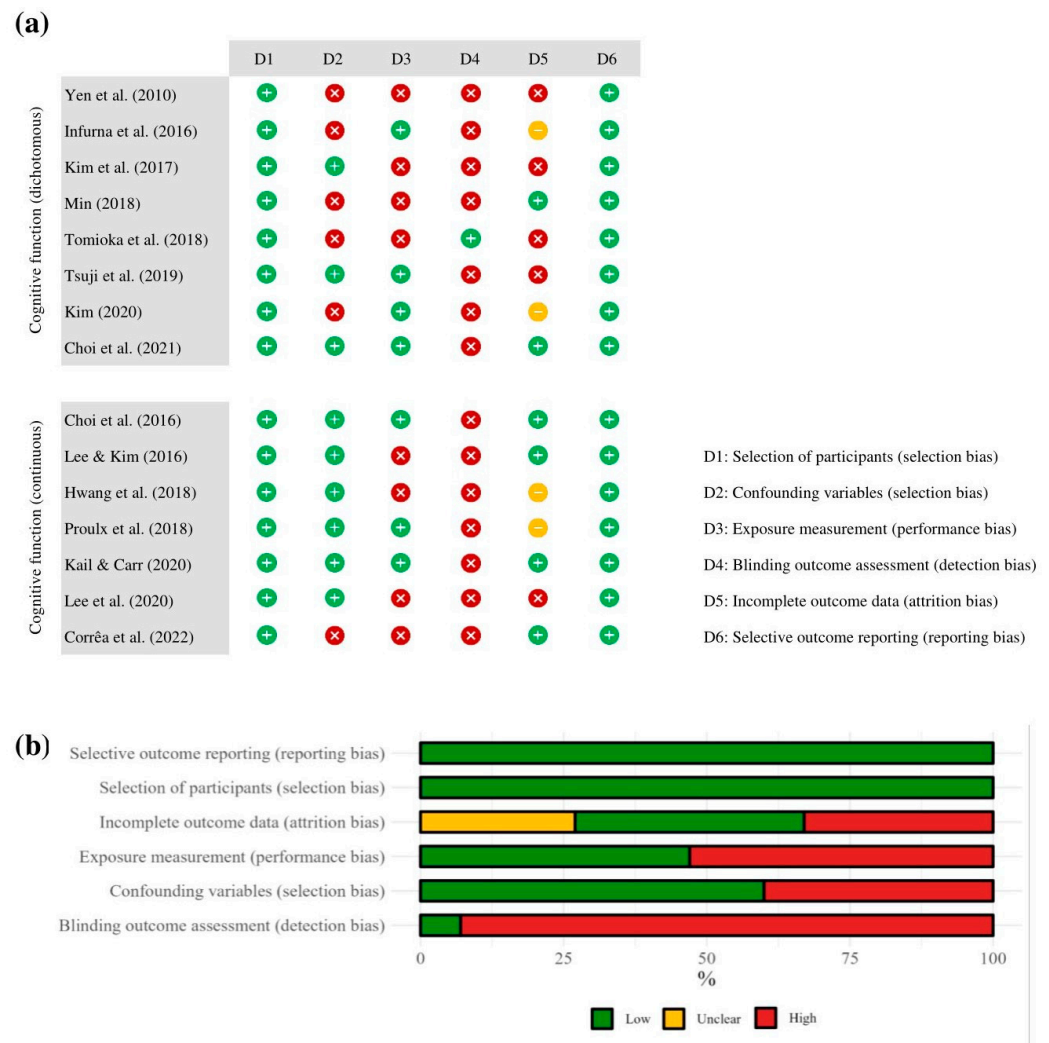 (a)
D1 D2 D3 D4 D5 D6
Cognitive function (dichotomous)
Yen et al. (2010)
Infurna et al. (2016)
Kim et al. (2017)
Min (2018)
Tomioka et al. (2018)
Tsuji et al. (2019)
Kim (2020)
Choi et al. (2021)
Cognitive function (continuous)
Choi et al. (2016)
Lee & Kim (2016)
Hwang et al. (2018)
Proulx et al. (2018)
Kail & Carr (2020)
Lee et al. (2020)
Corrêa et al. (2022)
D1: Selection of participants (selection bias)
D2: Confounding variables (selection bias)
D3: Exposure measurement (performance bias)
D4: Blinding outcome assessment (detection bias)
D5: Incomplete outcome data (attrition bias)
D6: Selective outcome reporting (reporting bias)
(b)
Selective outcome reporting (reporting bias)
Selection of participants (selection bias)
Incomplete outcome data (attrition bias)
Exposure measurement (performance bias)
Confounding variables (selection bias)
Blinding outcome assessment (detection bias)
0 25 50 75 100
%
Low Unclear High